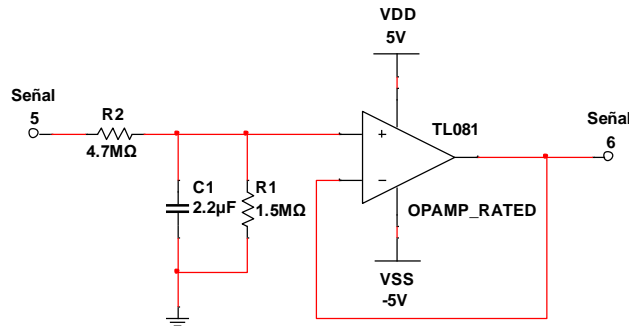 VDD
5V
Señal
5
R2
4.7MΩ
TL081
Señal
6
+
−
C1
2.2µF
R1
1.5MΩ
OPAMP_RATED
VSS
-5V